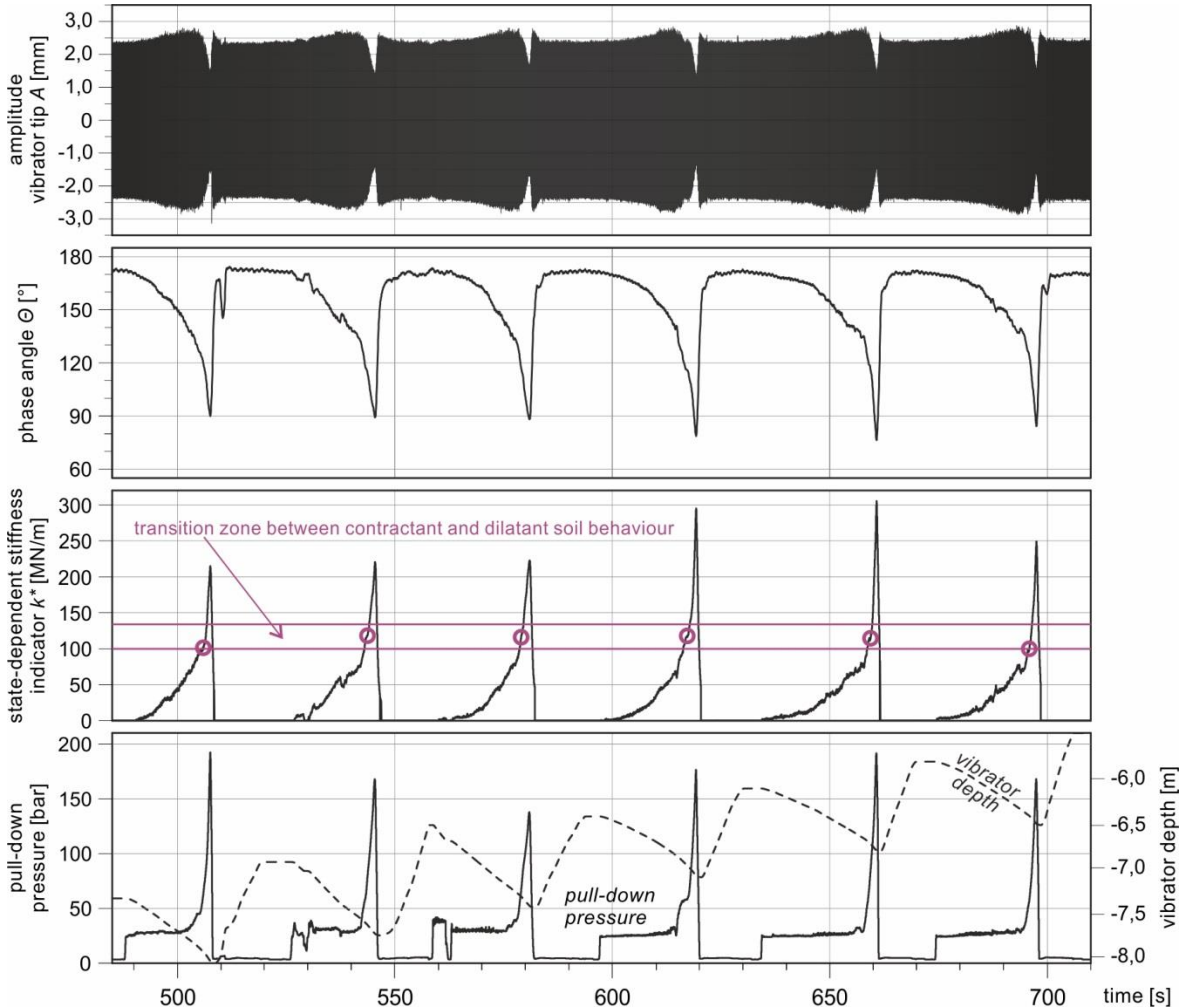 3,0
2,0
1,0
0
-1,0
-2,0
-3,0
amplitude
vibrator tip A [mm]
180
150
120
90
60
phase angle Θ [°]
300
250
200
150
100
50
0
state-dependent stiffness
indicator k* [MN/m]
transition zone between contractant and dilatant soil behaviour
200
150
100
50
0
pull-down
pressure [bar]
vibrator
depth
pull-down
pressure
-6,0
-6,5
-7,0
-7,5
-8,0
vibrator depth [m]
500 550 600 650 700 time [s]